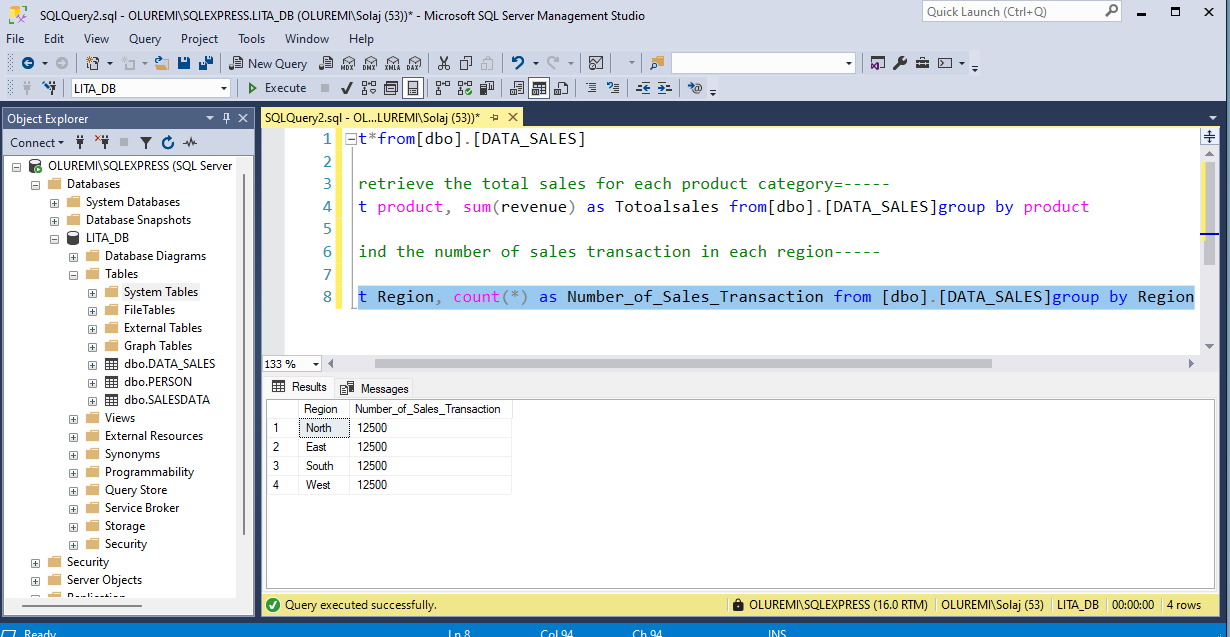 SQLQuery2.sql - OLUREMI\SQLEXPRESS.LITA_DB (OLUREMI\Solaj (53))* - Microsoft SQL Server Management Studio
Quick Launch (Ctrl+Q)
File Edit View Query Project Tools Window Help
New Query MDX DMX XMLA DAX
LITA_DB Execute
Object Explorer
Connect
OLUREMI\SQLEXPRESS (SQL Server
Databases
System Databases
Database Snapshots
LITA_DB
Database Diagrams
Tables
System Tables
FileTables
External Tables
Graph Tables
dbo.DATA_SALES
dbo.PERSON
dbo.SALESDATA
Views
External Resources
Synonyms
Programmability
Query Store
Service Broker
Storage
Security
Security
Server Objects
Replication
SQLQuery2.sql - OL...LUREMI\Solaj (53))*
1 t*from[dbo].[DATA_SALES]
2
3 retrieve the total sales for each product category=-----
4 t product, sum(revenue) as Totoalsales from[dbo].[DATA_SALES]group by product
5
6 ind the number of sales transaction in each region-----
7
8 t Region, count(*) as Number_of_Sales_Transaction from [dbo].[DATA_SALES]group by Region
133 %
Results Messages
Region Number_of_Sales_Transaction
1 North 12500
2 East 12500
3 South 12500
4 West 12500
Query executed successfully. OLUREMI\SQLEXPRESS (16.0 RTM) OLUREMI\Solaj (53) LITA_DB 00:00:00 4 rows
Ready Ln 8 Col 94 Ch 94 INS